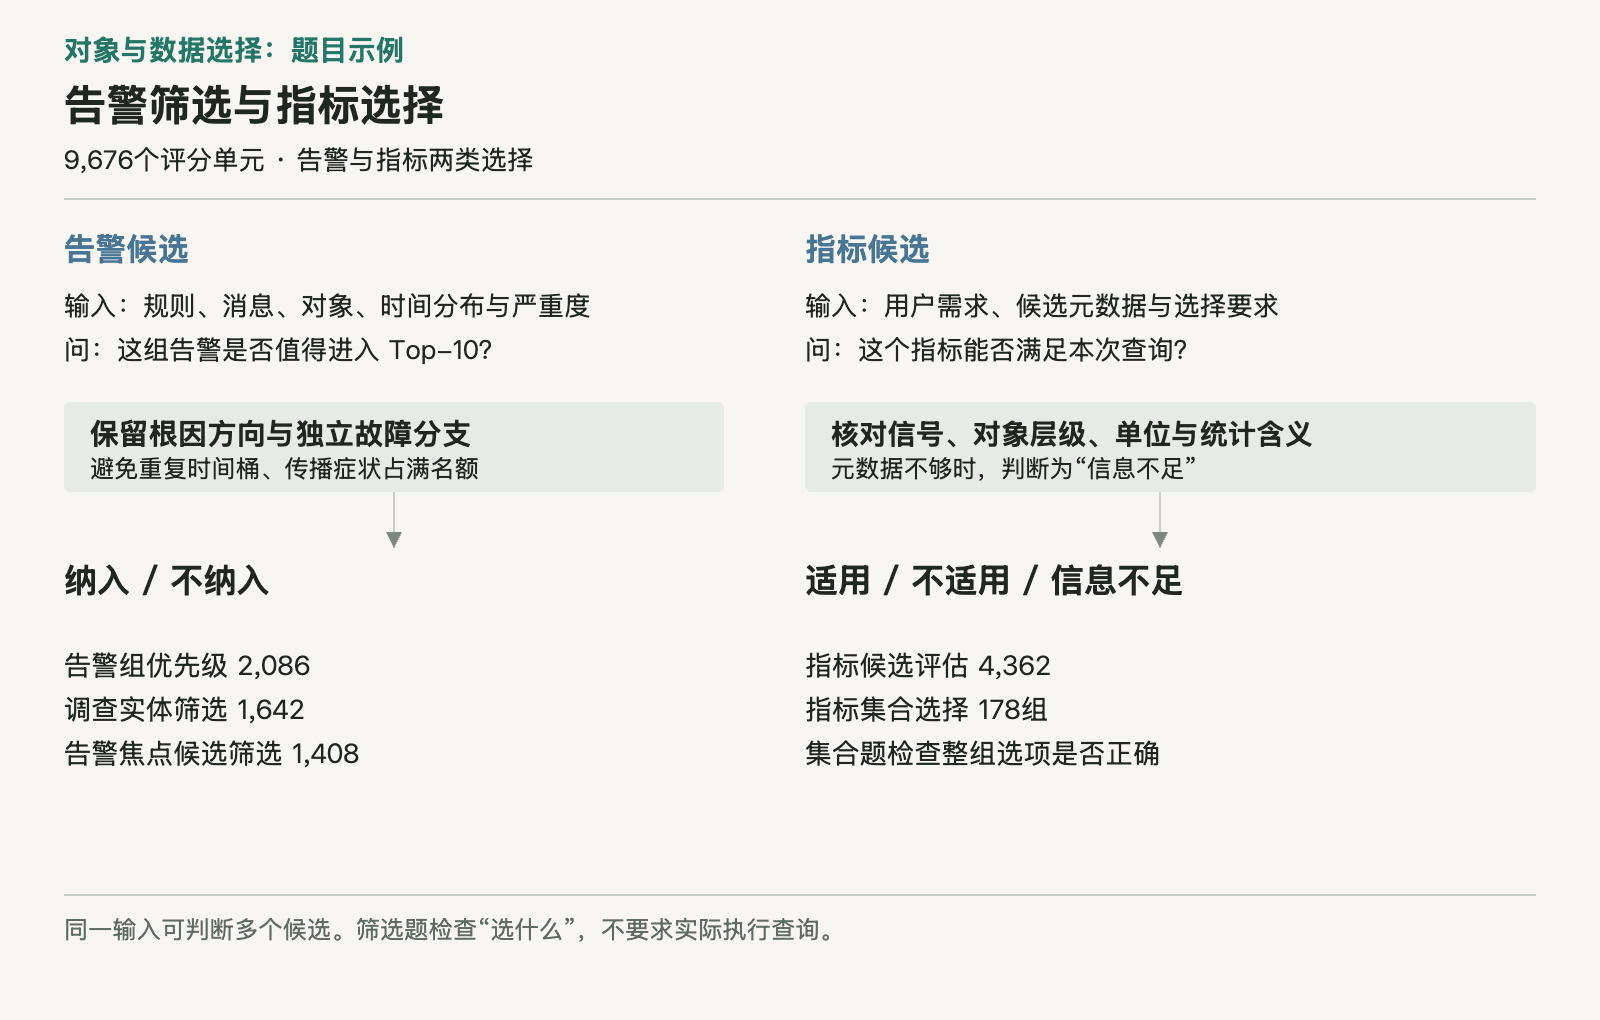 对象与数据选择：题目示例
告警筛选与指标选择
9,676个评分单元 · 告警与指标两类选择
告警候选
输入：规则、消息、对象、时间分布与严重度
问：这组告警是否值得进入 Top-10?
保留根因方向与独立故障分支
避免重复时间桶、传播症状占满名额
纳入 / 不纳入
告警组优先级 2,086
调查实体筛选 1,642
告警焦点候选筛选 1,408
指标候选
输入：用户需求、候选元数据与选择要求
问：这个指标能否满足本次查询?
核对信号、对象层级、单位与统计含义
元数据不够时，判断为“信息不足”
适用 / 不适用 / 信息不足
指标候选评估 4,362
指标集合选择 178组
集合题检查整组选项是否正确
同一输入可判断多个候选。筛选题检查“选什么”，不要求实际执行查询。